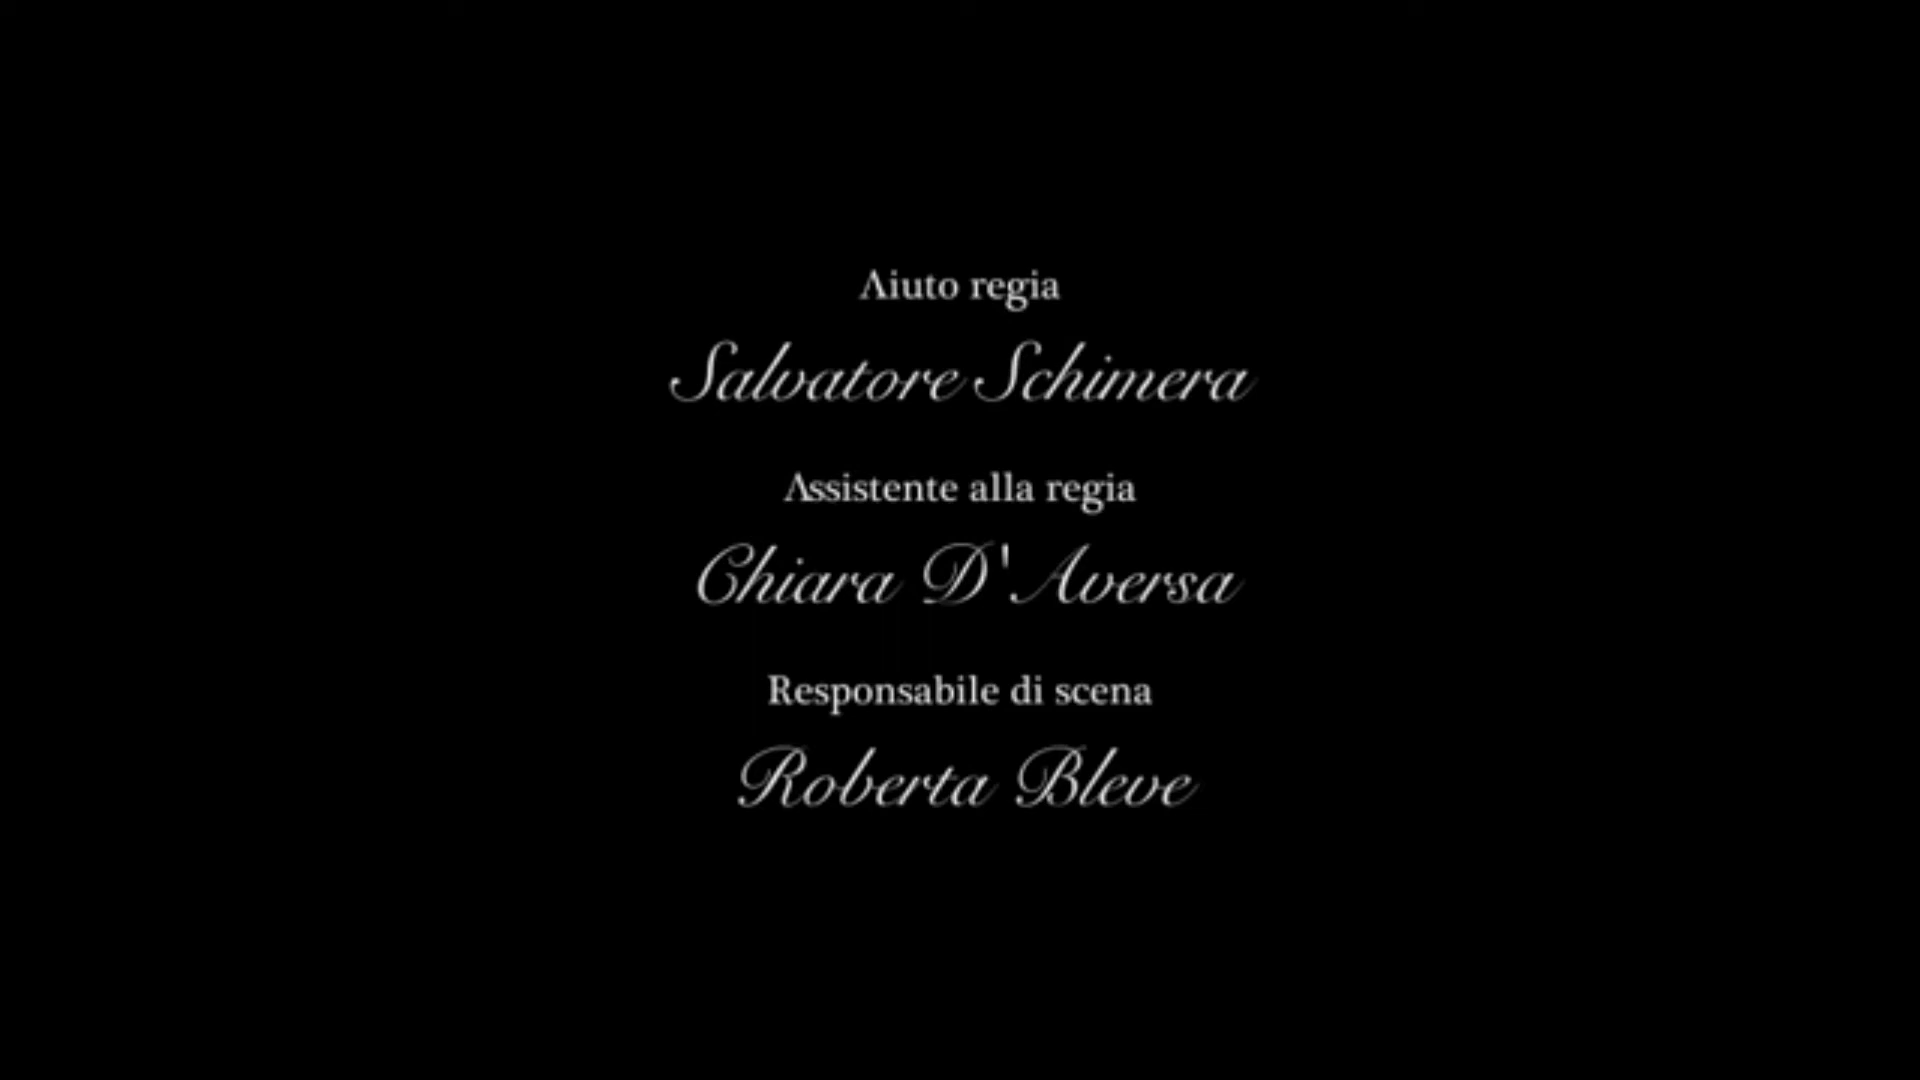 Aiuto regia
Salvatore Schimera
Assistente alla regia
Chiara D'Aversa
Responsabile di scena
Roberta Bleve